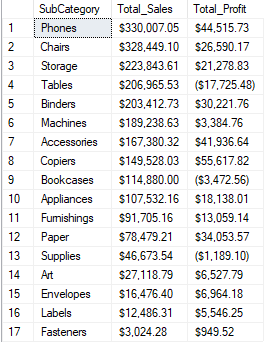 SubCategory Total_Sales Total_Profit
1 Phones $330,007.05 $44,515.73
2 Chairs $328,449.10 $26,590.17
3 Storage $223,843.61 $21,278.83
4 Tables $206,965.53 ($17,725.48)
5 Binders $203,412.73 $30,221.76
6 Machines $189,238.63 $3,384.76
7 Accessories $167,380.32 $41,936.64
8 Copiers $149,528.03 $55,617.82
9 Bookcases $114,880.00 ($3,472.56)
10 Appliances $107,532.16 $18,138.01
11 Furnishings $91,705.16 $13,059.14
12 Paper $78,479.21 $34,053.57
13 Supplies $46,673.54 ($1,189.10)
14 Art $27,118.79 $6,527.79
15 Envelopes $16,476.40 $6,964.18
16 Labels $12,486.31 $5,546.25
17 Fasteners $3,024.28 $949.52